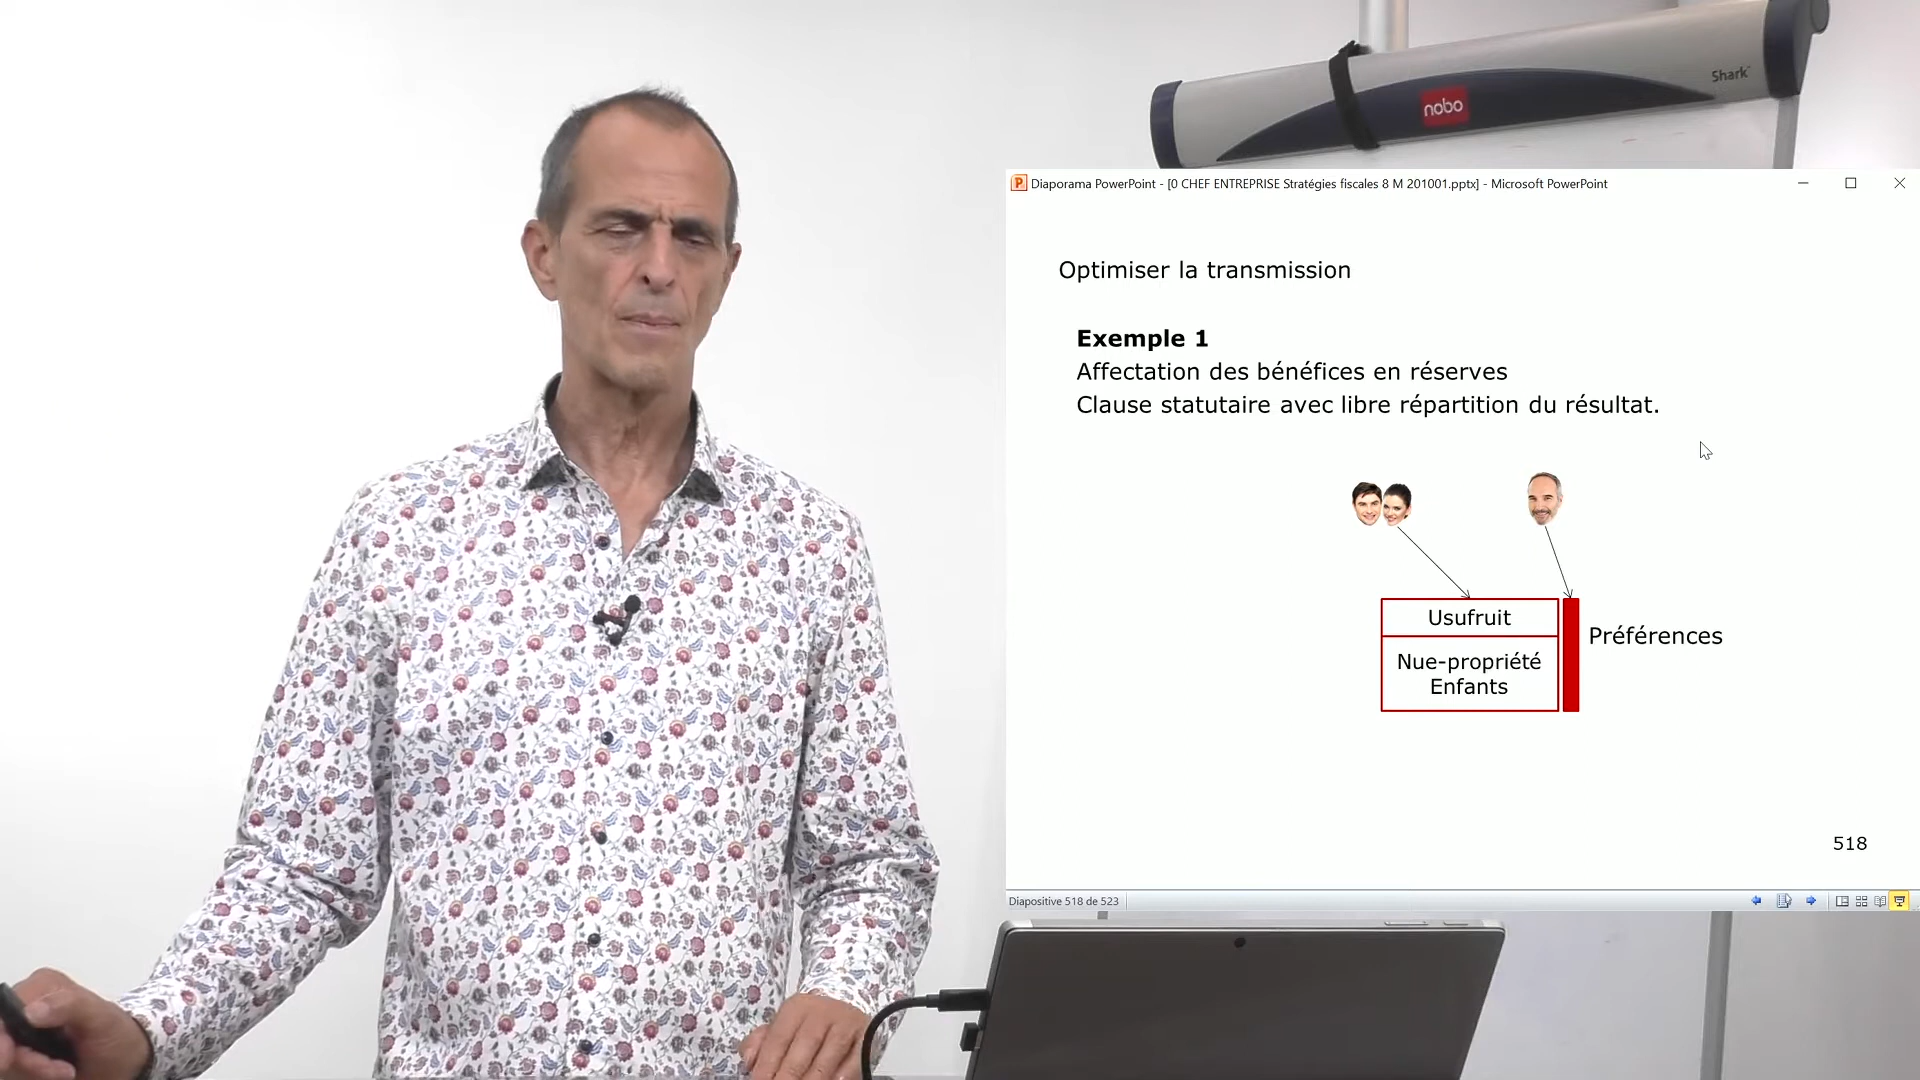 Shark
nobo
Diaporama PowerPoint - [0 CHEF ENTREPRISE Stratégies fiscales 8 M 201001.pptx] - Microsoft PowerPoint
Optimiser la transmission
Exemple 1
Affectation des bénéfices en réserves
Clause statutaire avec libre répartition du résultat.
Usufruit
Préférences
Nue-propriété
Enfants
518
Diapositive 518 de 523